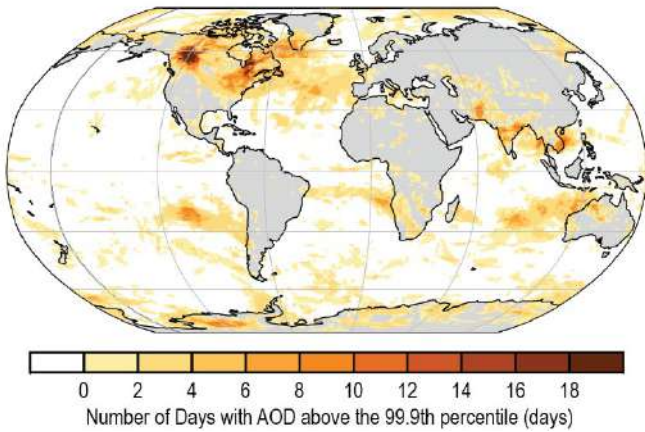 0 2 4 6 8 10 12 14 16 18
Number of Days with AOD above the 99.9th percentile (days)